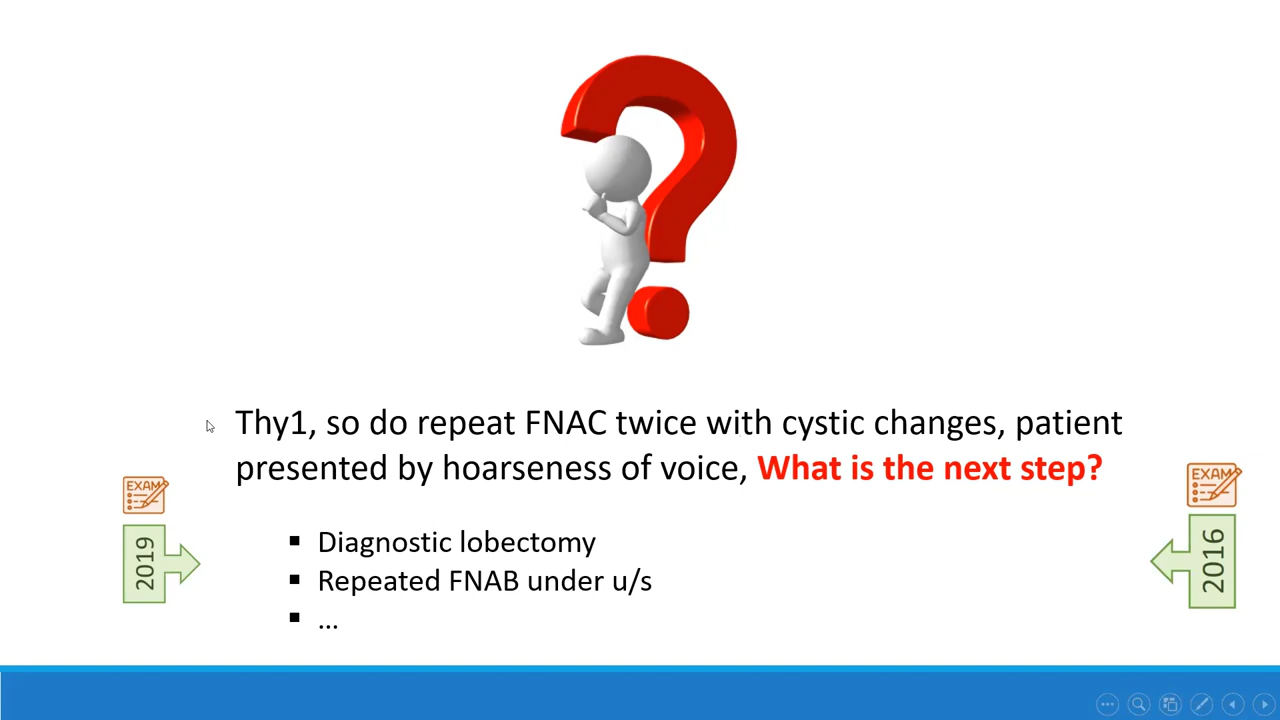 Thy1, so do repeat FNAC twice with cystic changes, patient
presented by hoarseness of voice, What is the next step?
EXAM
EXAM
2019
2016
▪ Diagnostic lobectomy
▪ Repeated FNAB under u/s
▪ ...